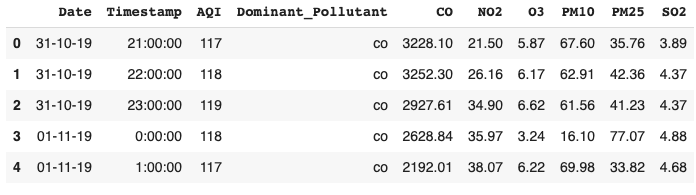 Date Timestamp AQI Dominant_Pollutant CO NO2 O3 PM10 PM25 SO2
0 31-10-19 21:00:00 117 co 3228.10 21.50 5.87 67.60 35.76 3.89
1 31-10-19 22:00:00 118 co 3252.30 26.16 6.17 62.91 42.36 4.37
2 31-10-19 23:00:00 119 co 2927.61 34.90 6.62 61.56 41.23 4.37
3 01-11-19 0:00:00 118 co 2628.84 35.97 3.24 16.10 77.07 4.88
4 01-11-19 1:00:00 117 co 2192.01 38.07 6.22 69.98 33.82 4.68